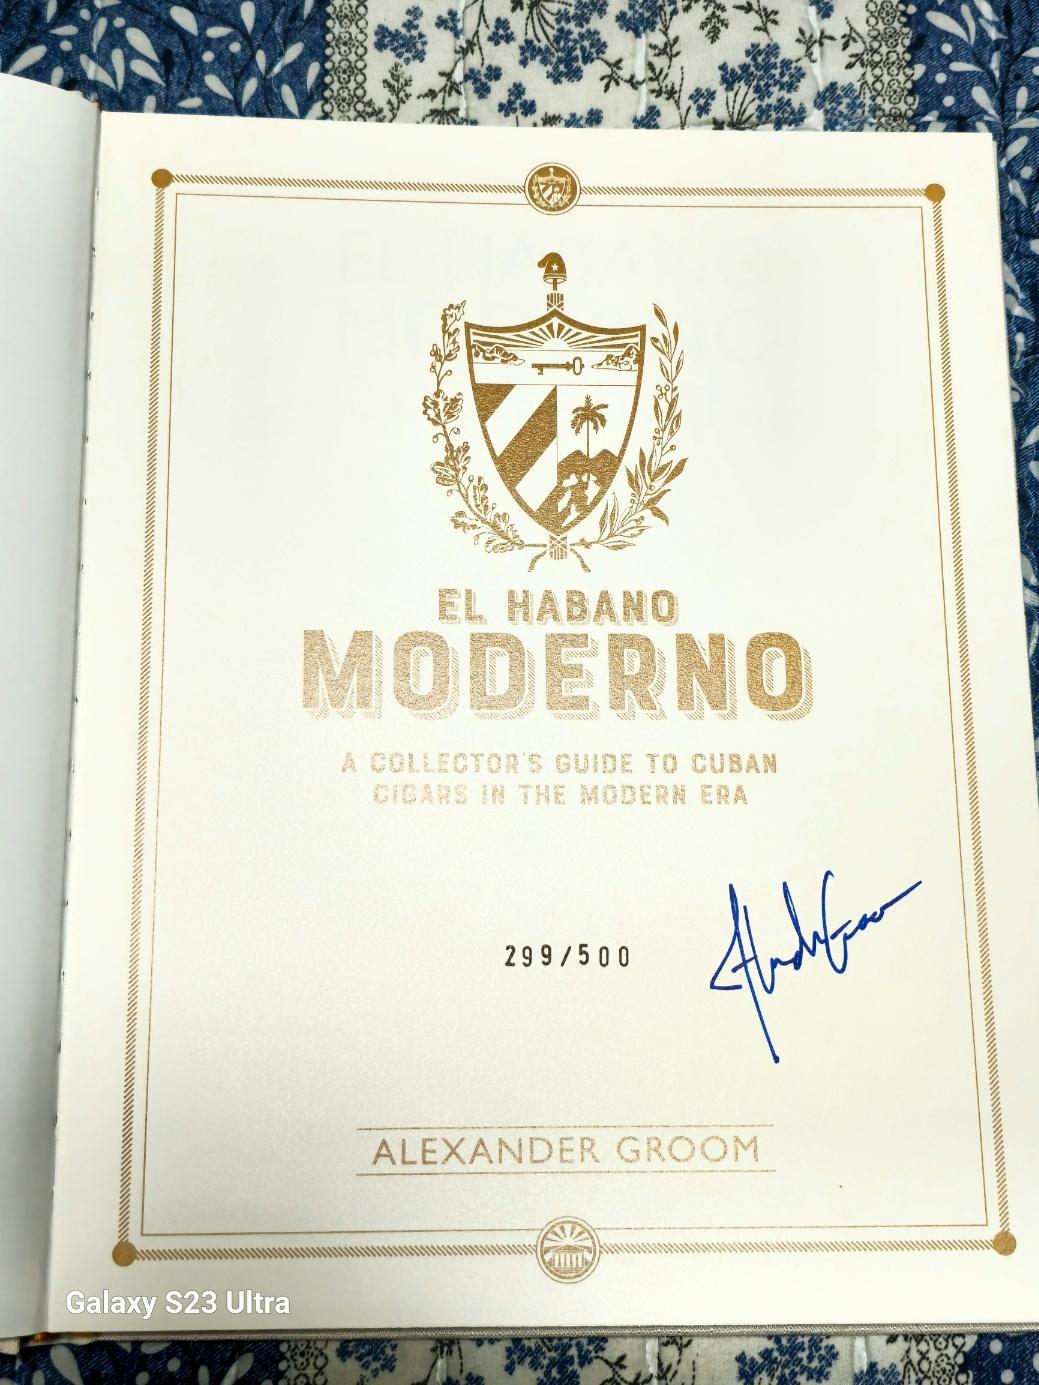 EL HABANO
MODERNO
A COLLECTOR'S GUIDE TO CUBAN
CIGARS IN THE MODERN ERA
299/500
ALEXANDER GROOM
Galaxy S23 Ultra